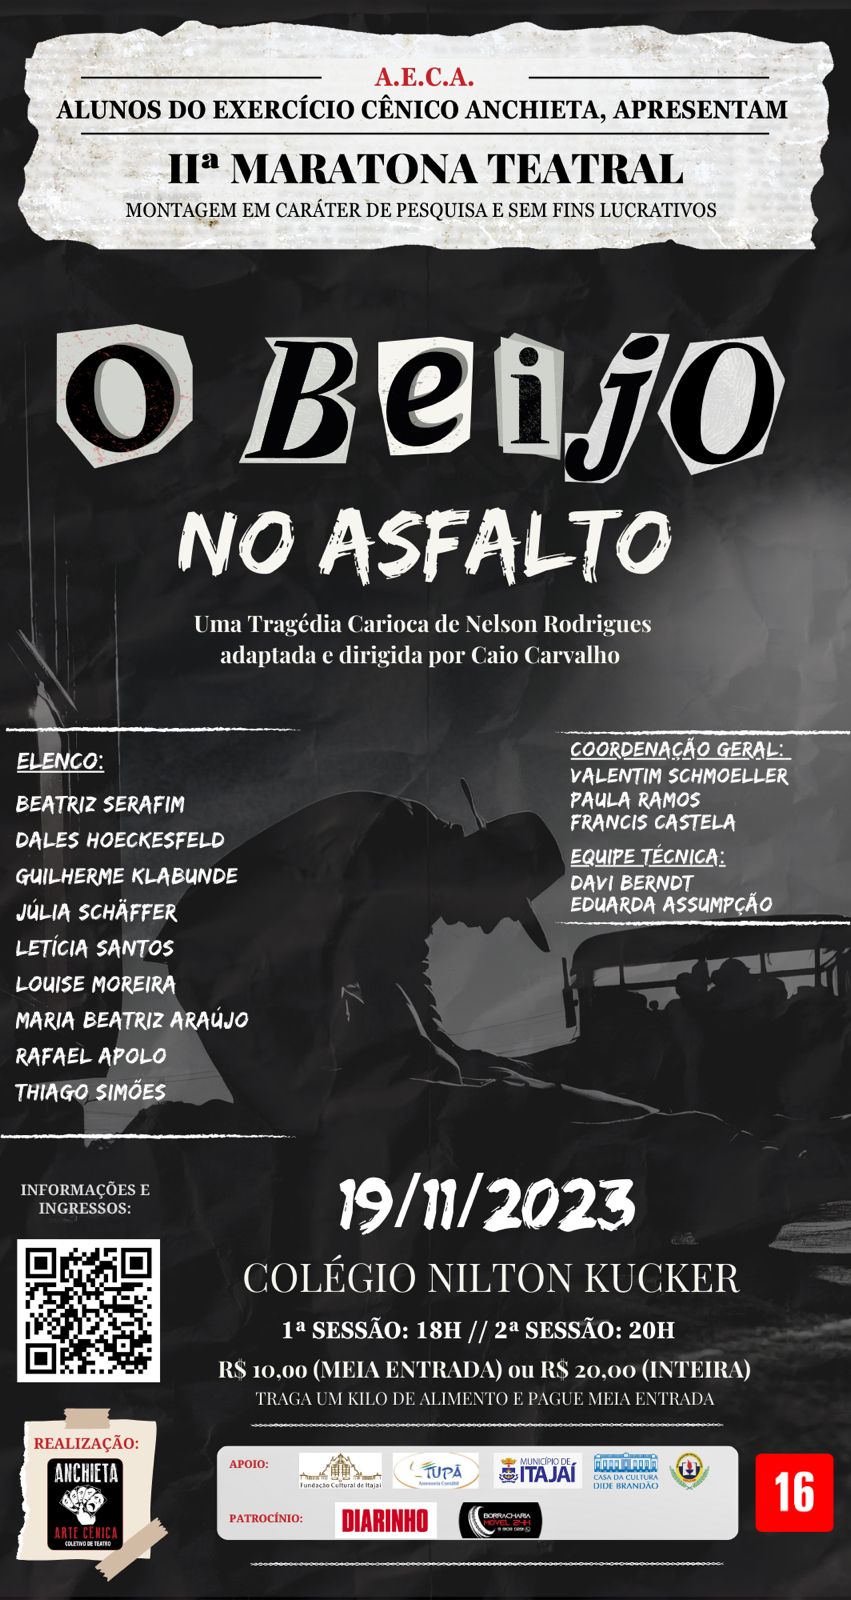 A.E.C.A.
ALUNOS DO EXERCÍCIO CÊNICO ANCHIETA, APRESENTAM
IIª MARATONA TEATRAL
MONTAGEM EM CARÁTER DE PESQUISA E SEM FINS LUCRATIVOS
O BeijO
NO ASFALTO
Uma Tragédia Carioca de Nelson Rodrigues
adaptada e dirigida por Caio Carvalho
ELENCO:
BEATRIZ SERAFIM
DALES HOECKESFELD
GUILHERME KLABUNDE
JÚLIA SCHÄFFER
LETÍCIA SANTOS
LOUISE MOREIRA
MARIA BEATRIZ ARAÚJO
RAFAEL APOLO
THIAGO SIMÕES
COORDENAÇÃO GERAL:
VALENTIM SCHMOELLER
PAULA RAMOS
FRANCIS CASTELA
EQUIPE TÉCNICA:
DAVI BERNDT
EDUARDA ASSUMPÇÃO
INFORMAÇÕES E
INGRESSOS:
19/11/2023
COLÉGIO NILTON KUCKER
1ª SESSÃO: 18H // 2ª SESSÃO: 20H
R$ 10,00 (MEIA ENTRADA) ou R$ 20,00 (INTEIRA)
TRAGA UM KILO DE ALIMENTO E PAGUE MEIA ENTRADA
REALIZAÇÃO:
ANCHIETA
ARTE CÊNICA
COLETIVO DE TEATRO
APOIO:
Fundação Cultural de Itajaí
TUPÃ
Assessoria Contábil
MUNICÍPIO DE
ITAJAÍ
CASA DA CULTURA
DIDE BRANDÃO
PATROCÍNIO:
DIARINHO
BORRACHARIA
MÓVEL 24H
16